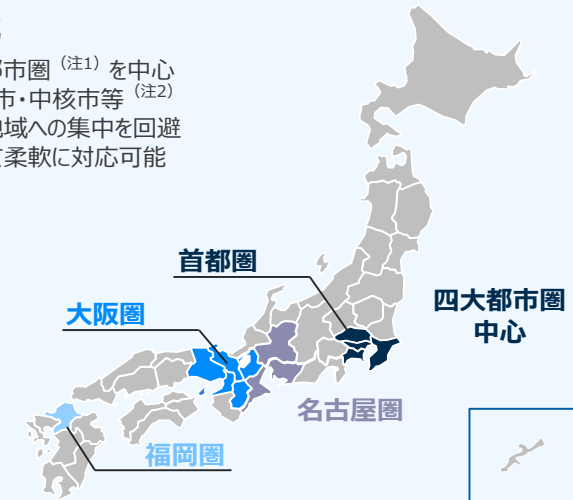 市圏（注1）を中心
市・中核市等（注2）
地域への集中を回避
て柔軟に対応可能
首都圏
大阪圏
四大都市圏
中心
名古屋圏
福岡圏